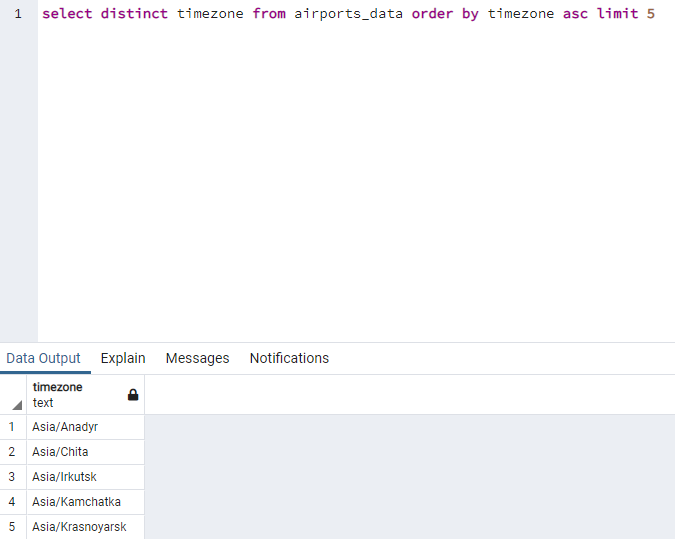 1 select distinct timezone from airports_data order by timezone asc limit 5
Data Output Explain Messages Notifications
timezone
text
1 Asia/Anadyr
2 Asia/Chita
3 Asia/Irkutsk
4 Asia/Kamchatka
5 Asia/Krasnoyarsk